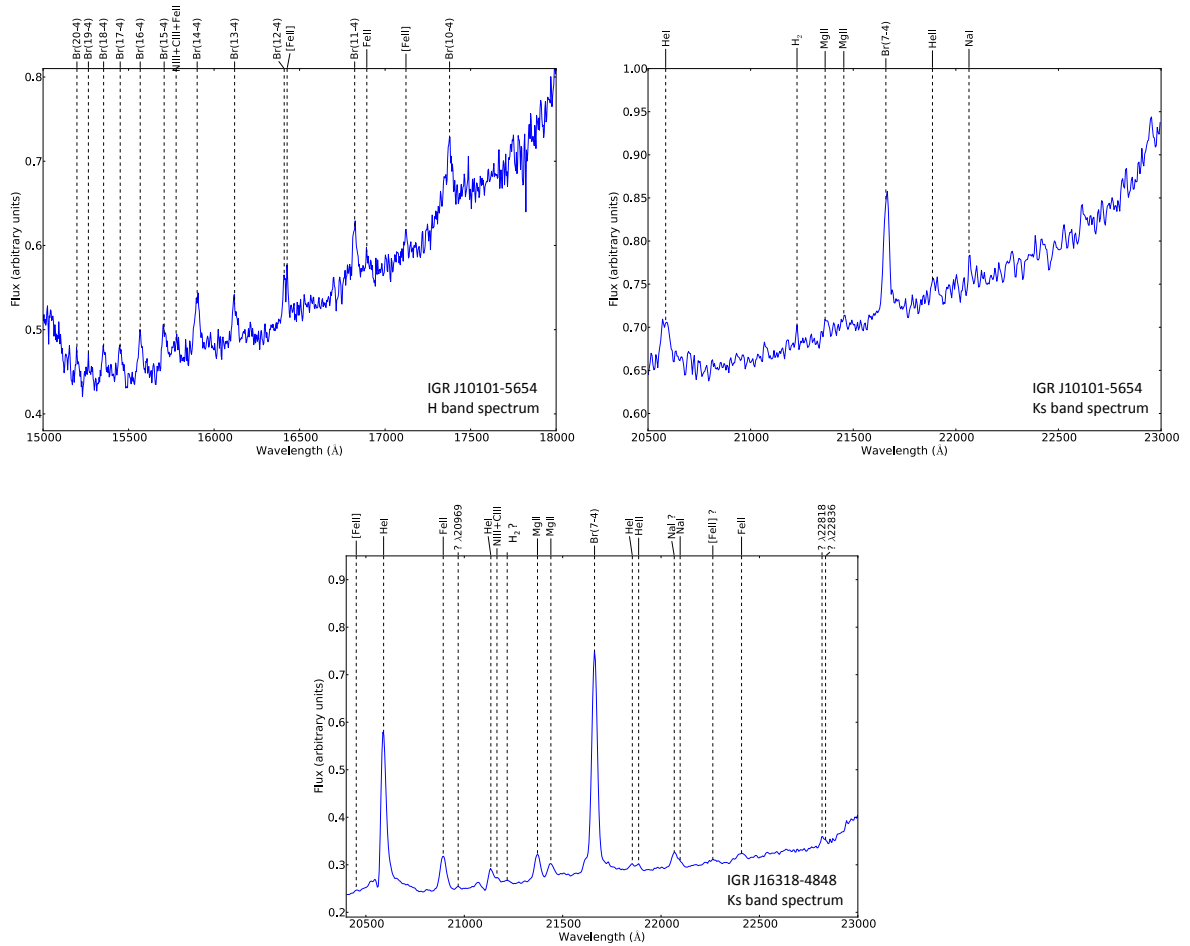 Br(20-4)
Br(19-4)
Br(18-4)
Br(17-4)
Br(16-4)
Br(15-4)
NIII+CIII+FeII
Br(14-4)
Br(13-4)
Br(12-4)
[FeII]
Br(11-4)
FeII
[FeII]
Br(10-4)
0.8
0.7
0.6
0.5
0.4
Flux (arbitrary units)
IGR J10101-5654
H band spectrum
15000 15500 16000 16500 17000 17500 18000
Wavelength (Å)
HeI
H2
MgII
MgII
Br(7-4)
HeII
NaI
1.00
0.95
0.90
0.85
0.80
0.75
0.70
0.65
0.60
Flux (arbitrary units)
IGR J10101-5654
Ks band spectrum
20500 21000 21500 22000 22500 23000
Wavelength (Å)
[FeII]
HeI
FeII
? λ20969
HeI
NIII+CIII
H2 ?
MgII
MgII
Br(7-4)
HeI
HeII
NaI ?
NaI
[FeII] ?
FeII
? λ22818
? λ22836
0.9
0.8
0.7
0.6
0.5
0.4
0.3
0.2
Flux (arbitrary units)
IGR J16318-4848
Ks band spectrum
20500 21000 21500 22000 22500 23000
Wavelength (Å)